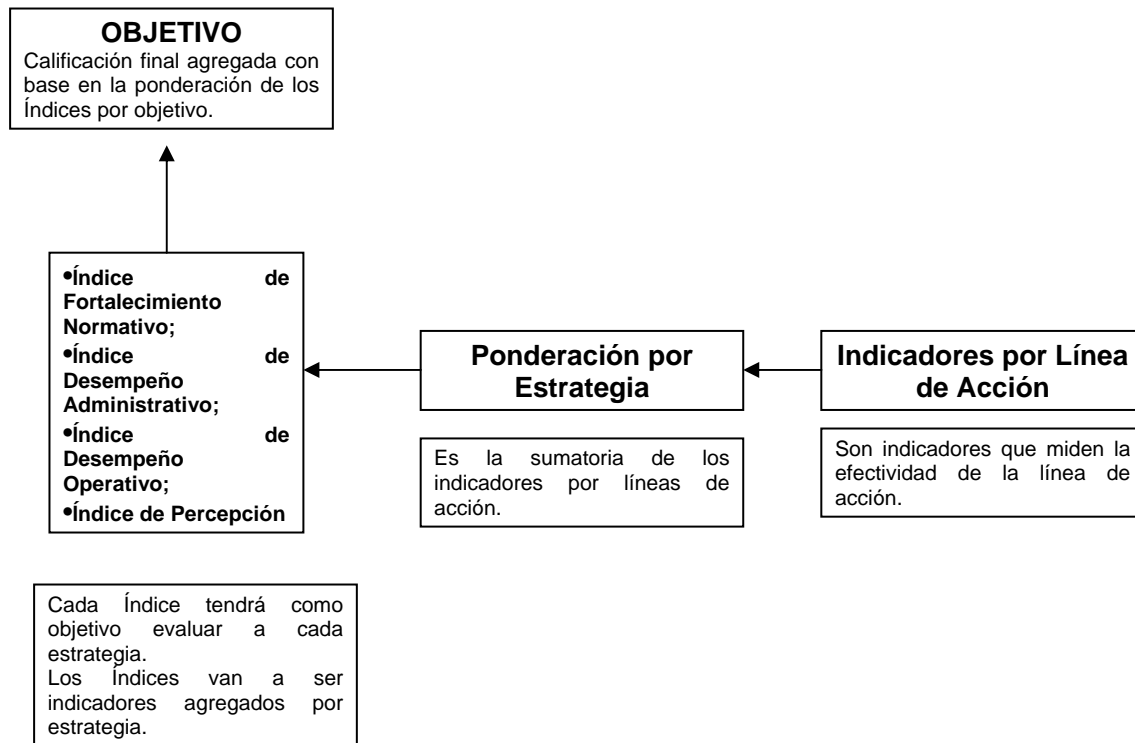 OBJETIVO
Calificación final agregada con
base en la ponderación de los
Índices por objetivo.
•Índice de
Fortalecimiento
Normativo;
•Índice de
Desempeño
Administrativo;
•Índice de
Desempeño
Operativo;
•Índice de Percepción
Ponderación por
Estrategia
Indicadores por Línea
de Acción
Es la sumatoria de los
indicadores por líneas de
acción.
Son indicadores que miden la
efectividad de la línea de
acción.
Cada Índice tendrá como
objetivo evaluar a cada
estrategia.
Los Índices van a ser
indicadores agregados por
estrategia.